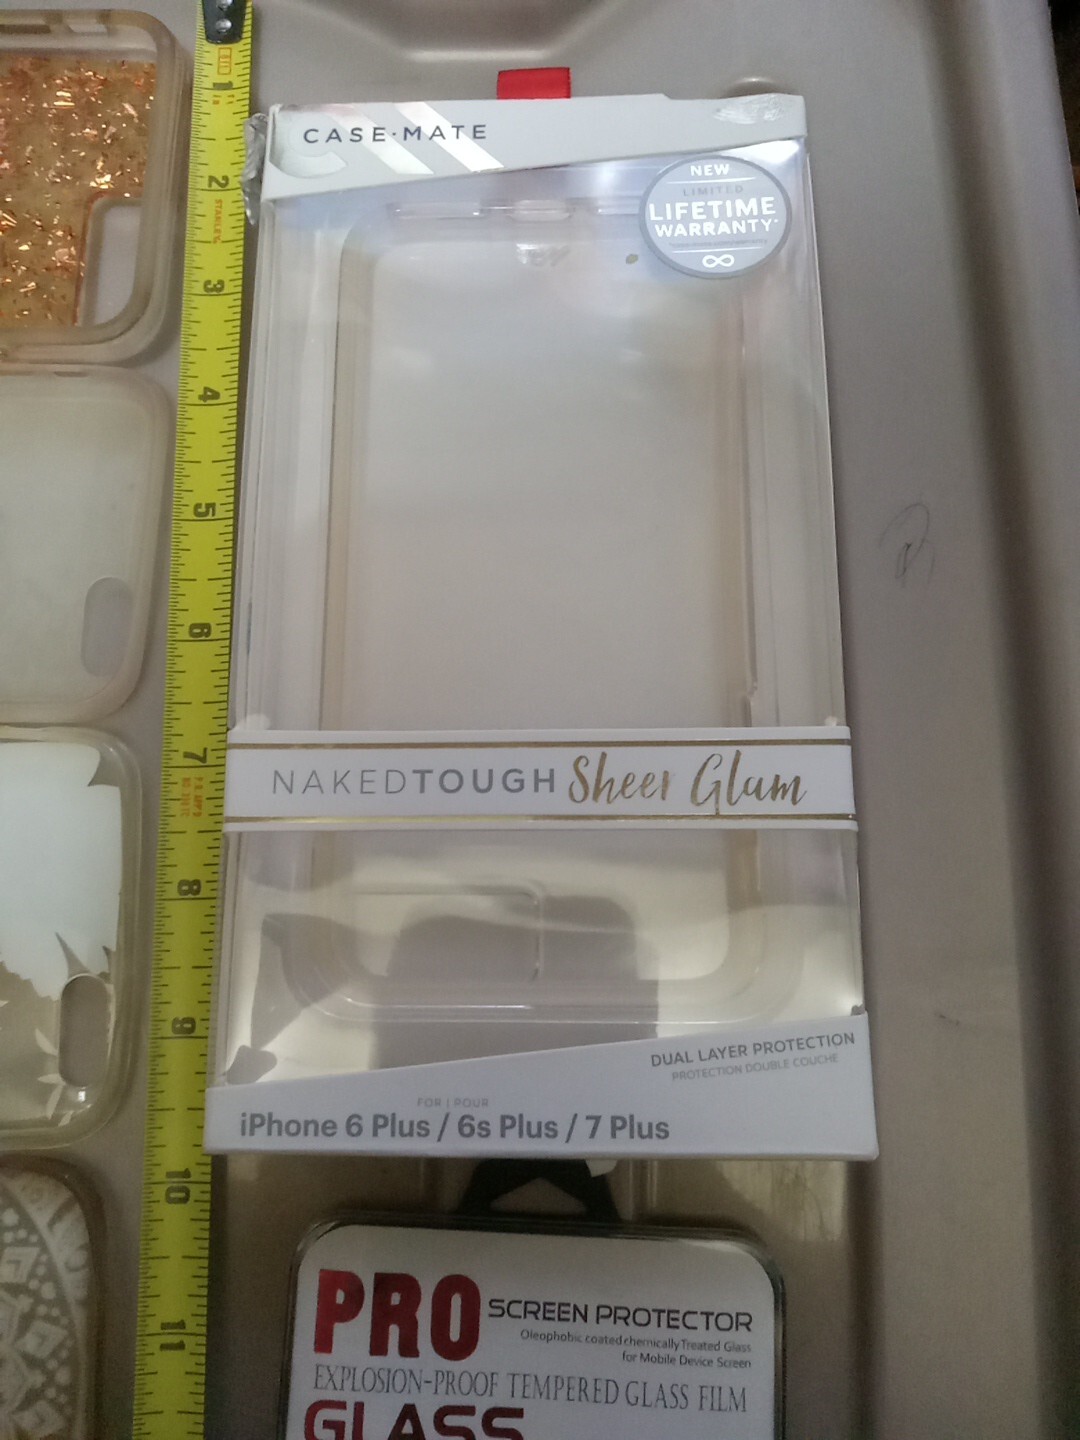 CASE·MATE
NEW
LIMITED
LIFETIME
WARRANTY*
NAKEDTOUGH Sheer Glam
DUAL LAYER PROTECTION
PROTECTION DOUBLE COUCHE
FOR | POUR
iPhone 6 Plus / 6s Plus / 7 Plus
PRO SCREEN PROTECTOR
Oleophobic coated chemically Treated Glass
for Mobile Device Screen
EXPLOSION-PROOF TEMPERED GLASS FILM
GLASS
1
2
STANLEY
3
4
5
6
7
8
9
10
11